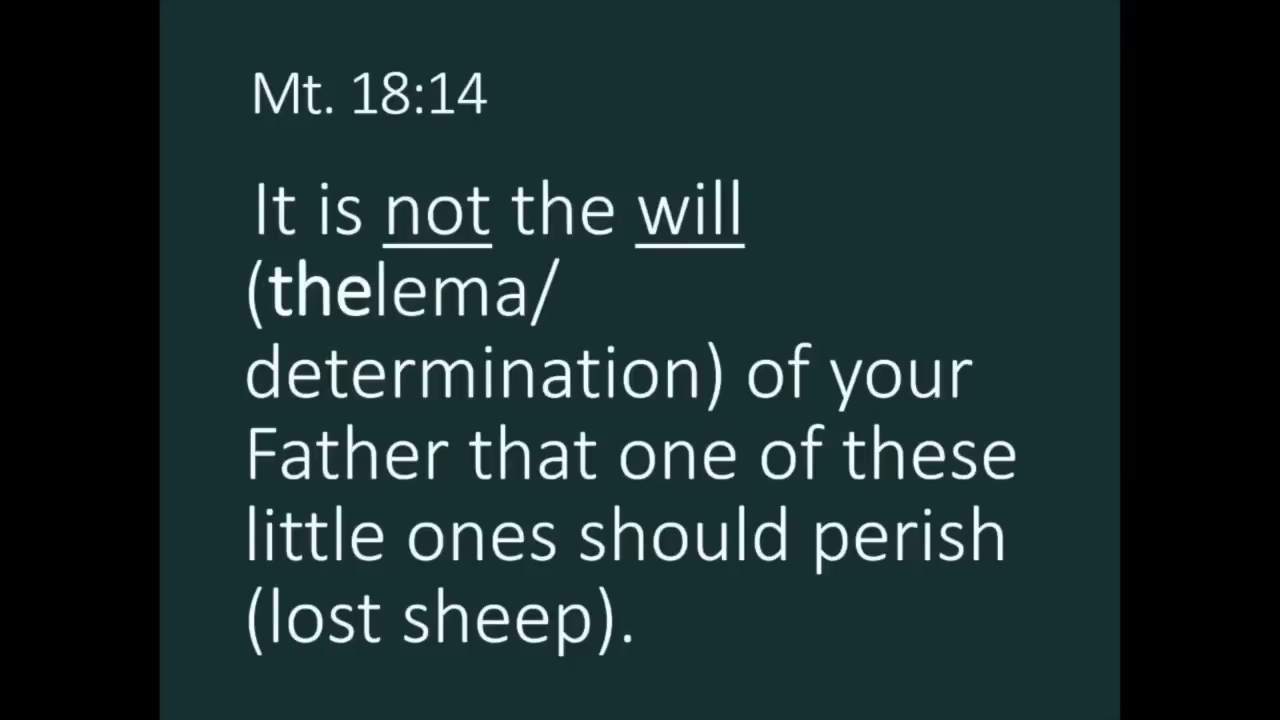 Mt. 18:14
It is not the will
(thelema/
determination) of your
Father that one of these
little ones should perish
(lost sheep).